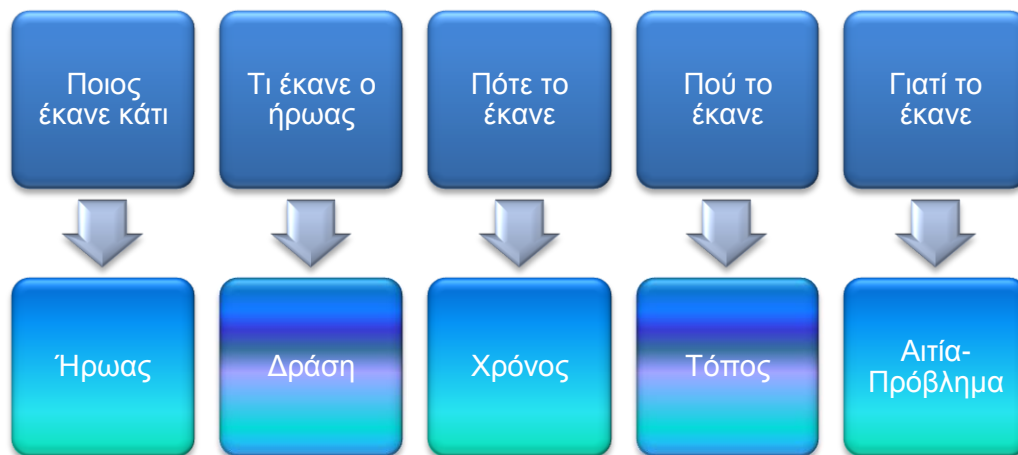 Ποιος
έκανε κάτι
Τι έκανε ο
ήρωας
Πότε το
έκανε
Πού το
έκανε
Γιατί το
έκανε
Ήρωας
Δράση
Χρόνος
Τόπος
Αιτία-
Πρόβλημα